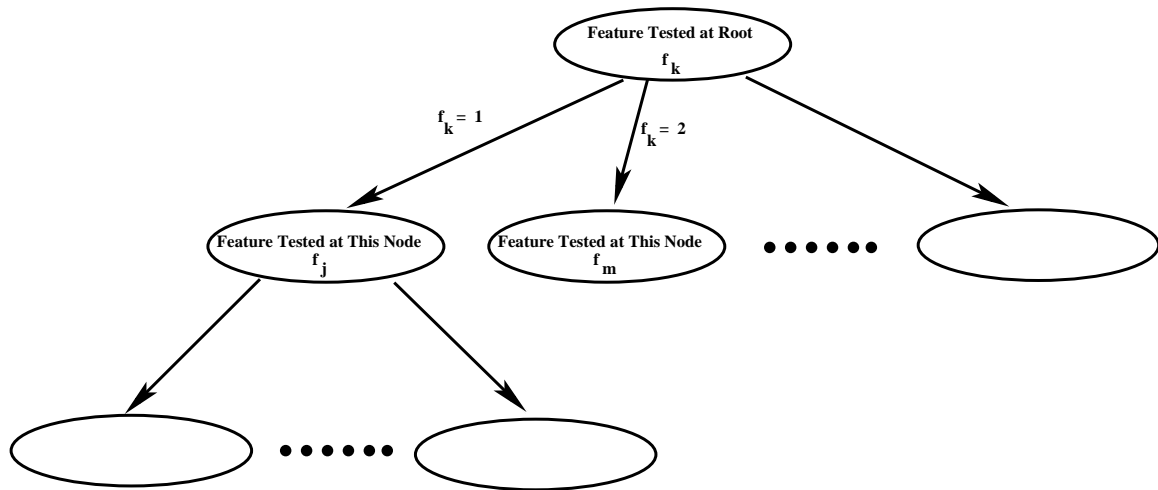 Feature Tested at Root
f_k
f_k = 1
f_k = 2
Feature Tested at This Node
f_j
Feature Tested at This Node
f_m